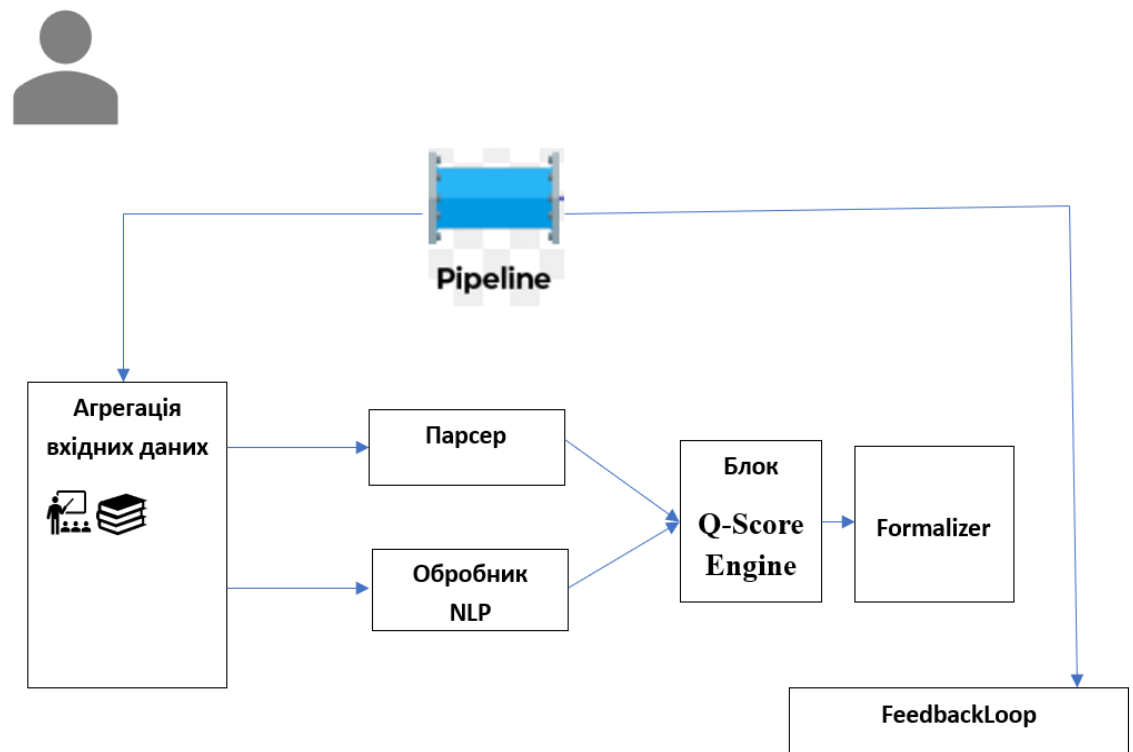 Pipeline
Агрегація
вхідних даних
Парсер
Обробник
NLP
Блок
Q-Score
Engine
Formalizer
FeedbackLoop